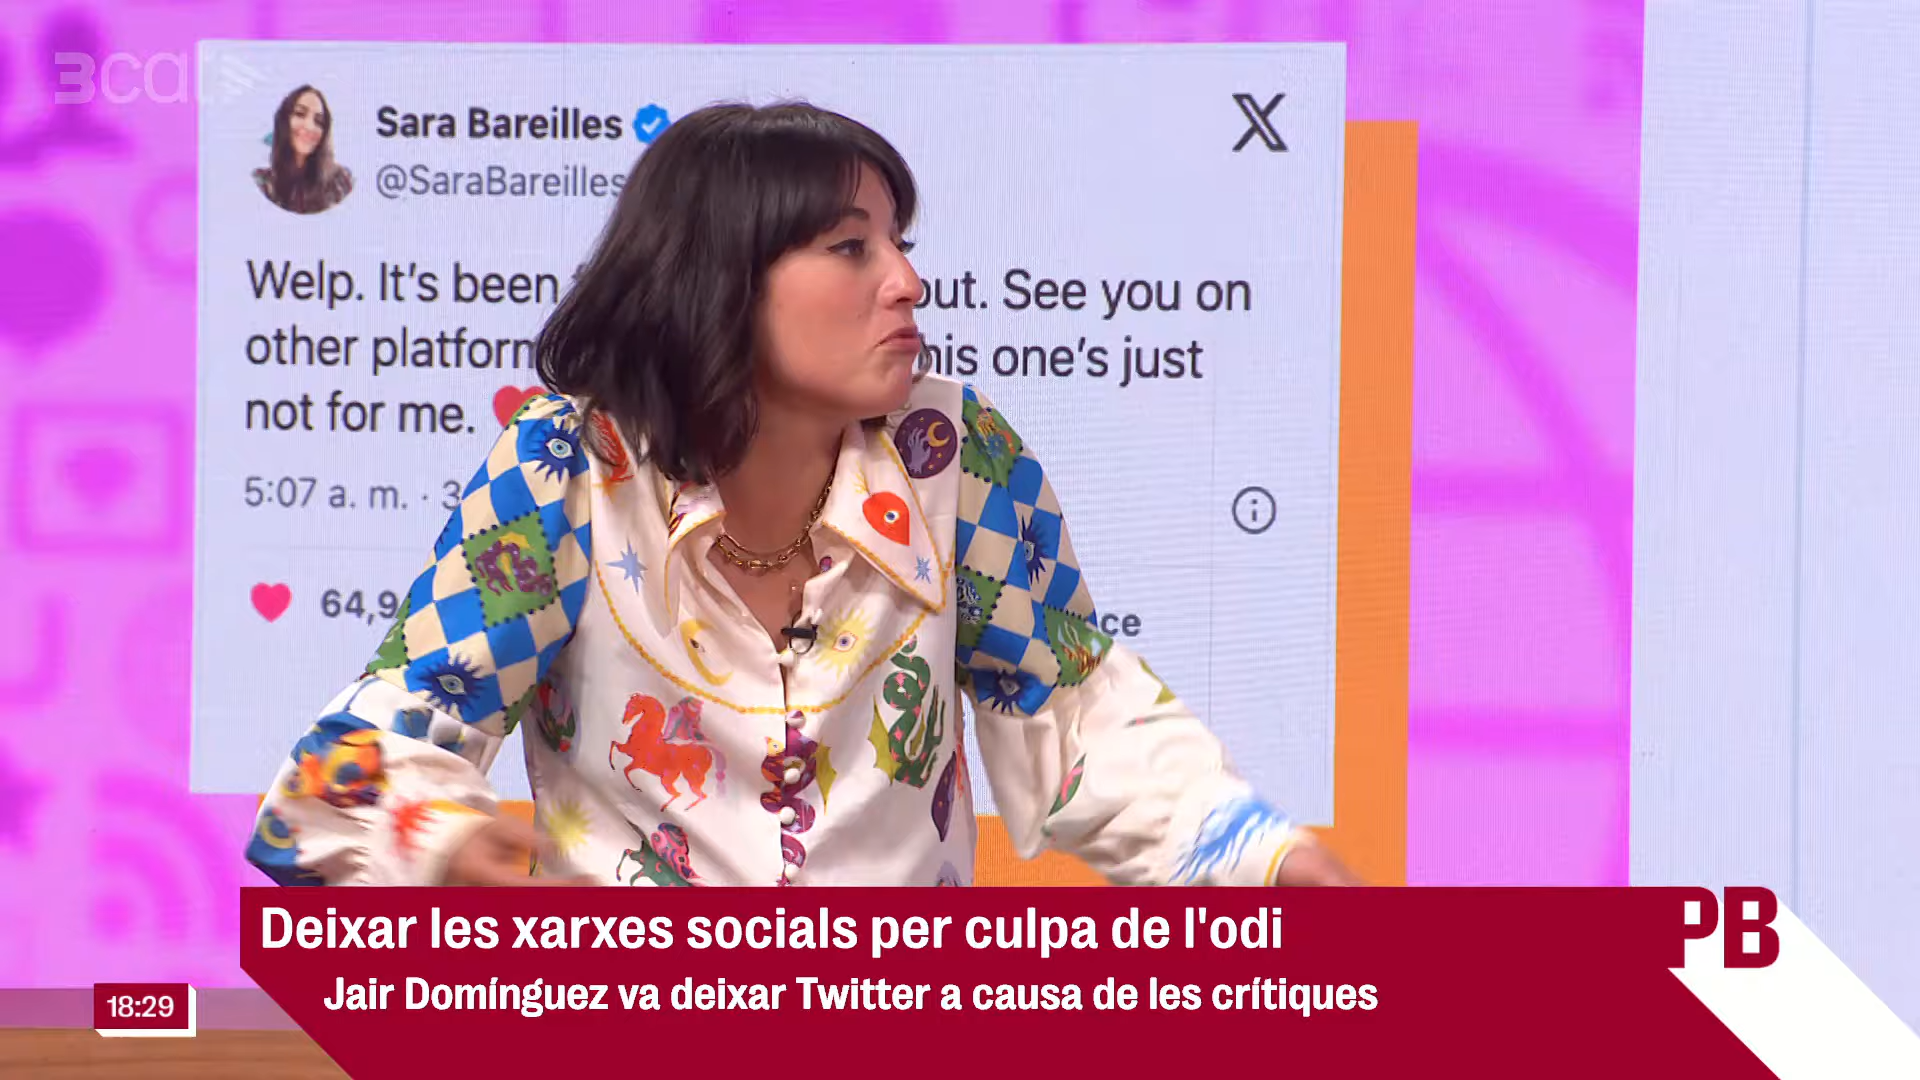 3cat
Sara Bareilles
@SaraBareilles
Welp. It's been out. See you on
other platform his one's just
not for me.
5:07 a. m. · 3
64,9 ce
Deixar les xarxes socials per culpa de l'odi
PB
Jair Domínguez va deixar Twitter a causa de les crítiques
18:29